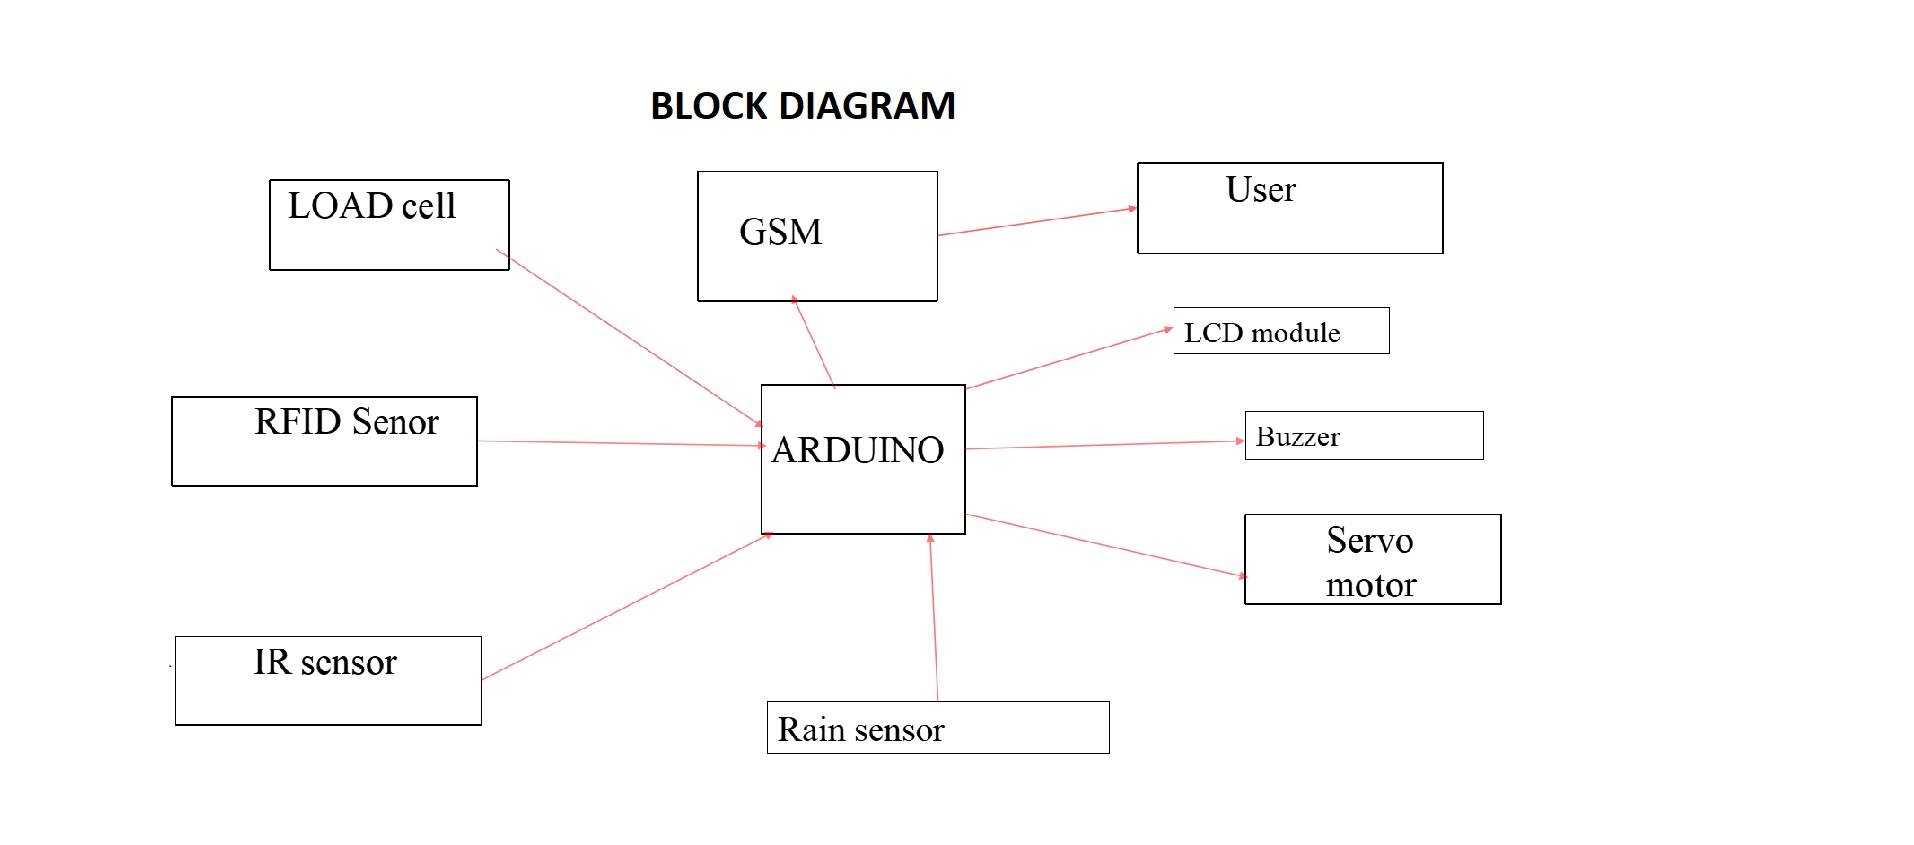 BLOCK DIAGRAM
LOAD cell
GSM
User
LCD module
RFID Senor
ARDUINO
Buzzer
Servo
motor
IR sensor
Rain sensor